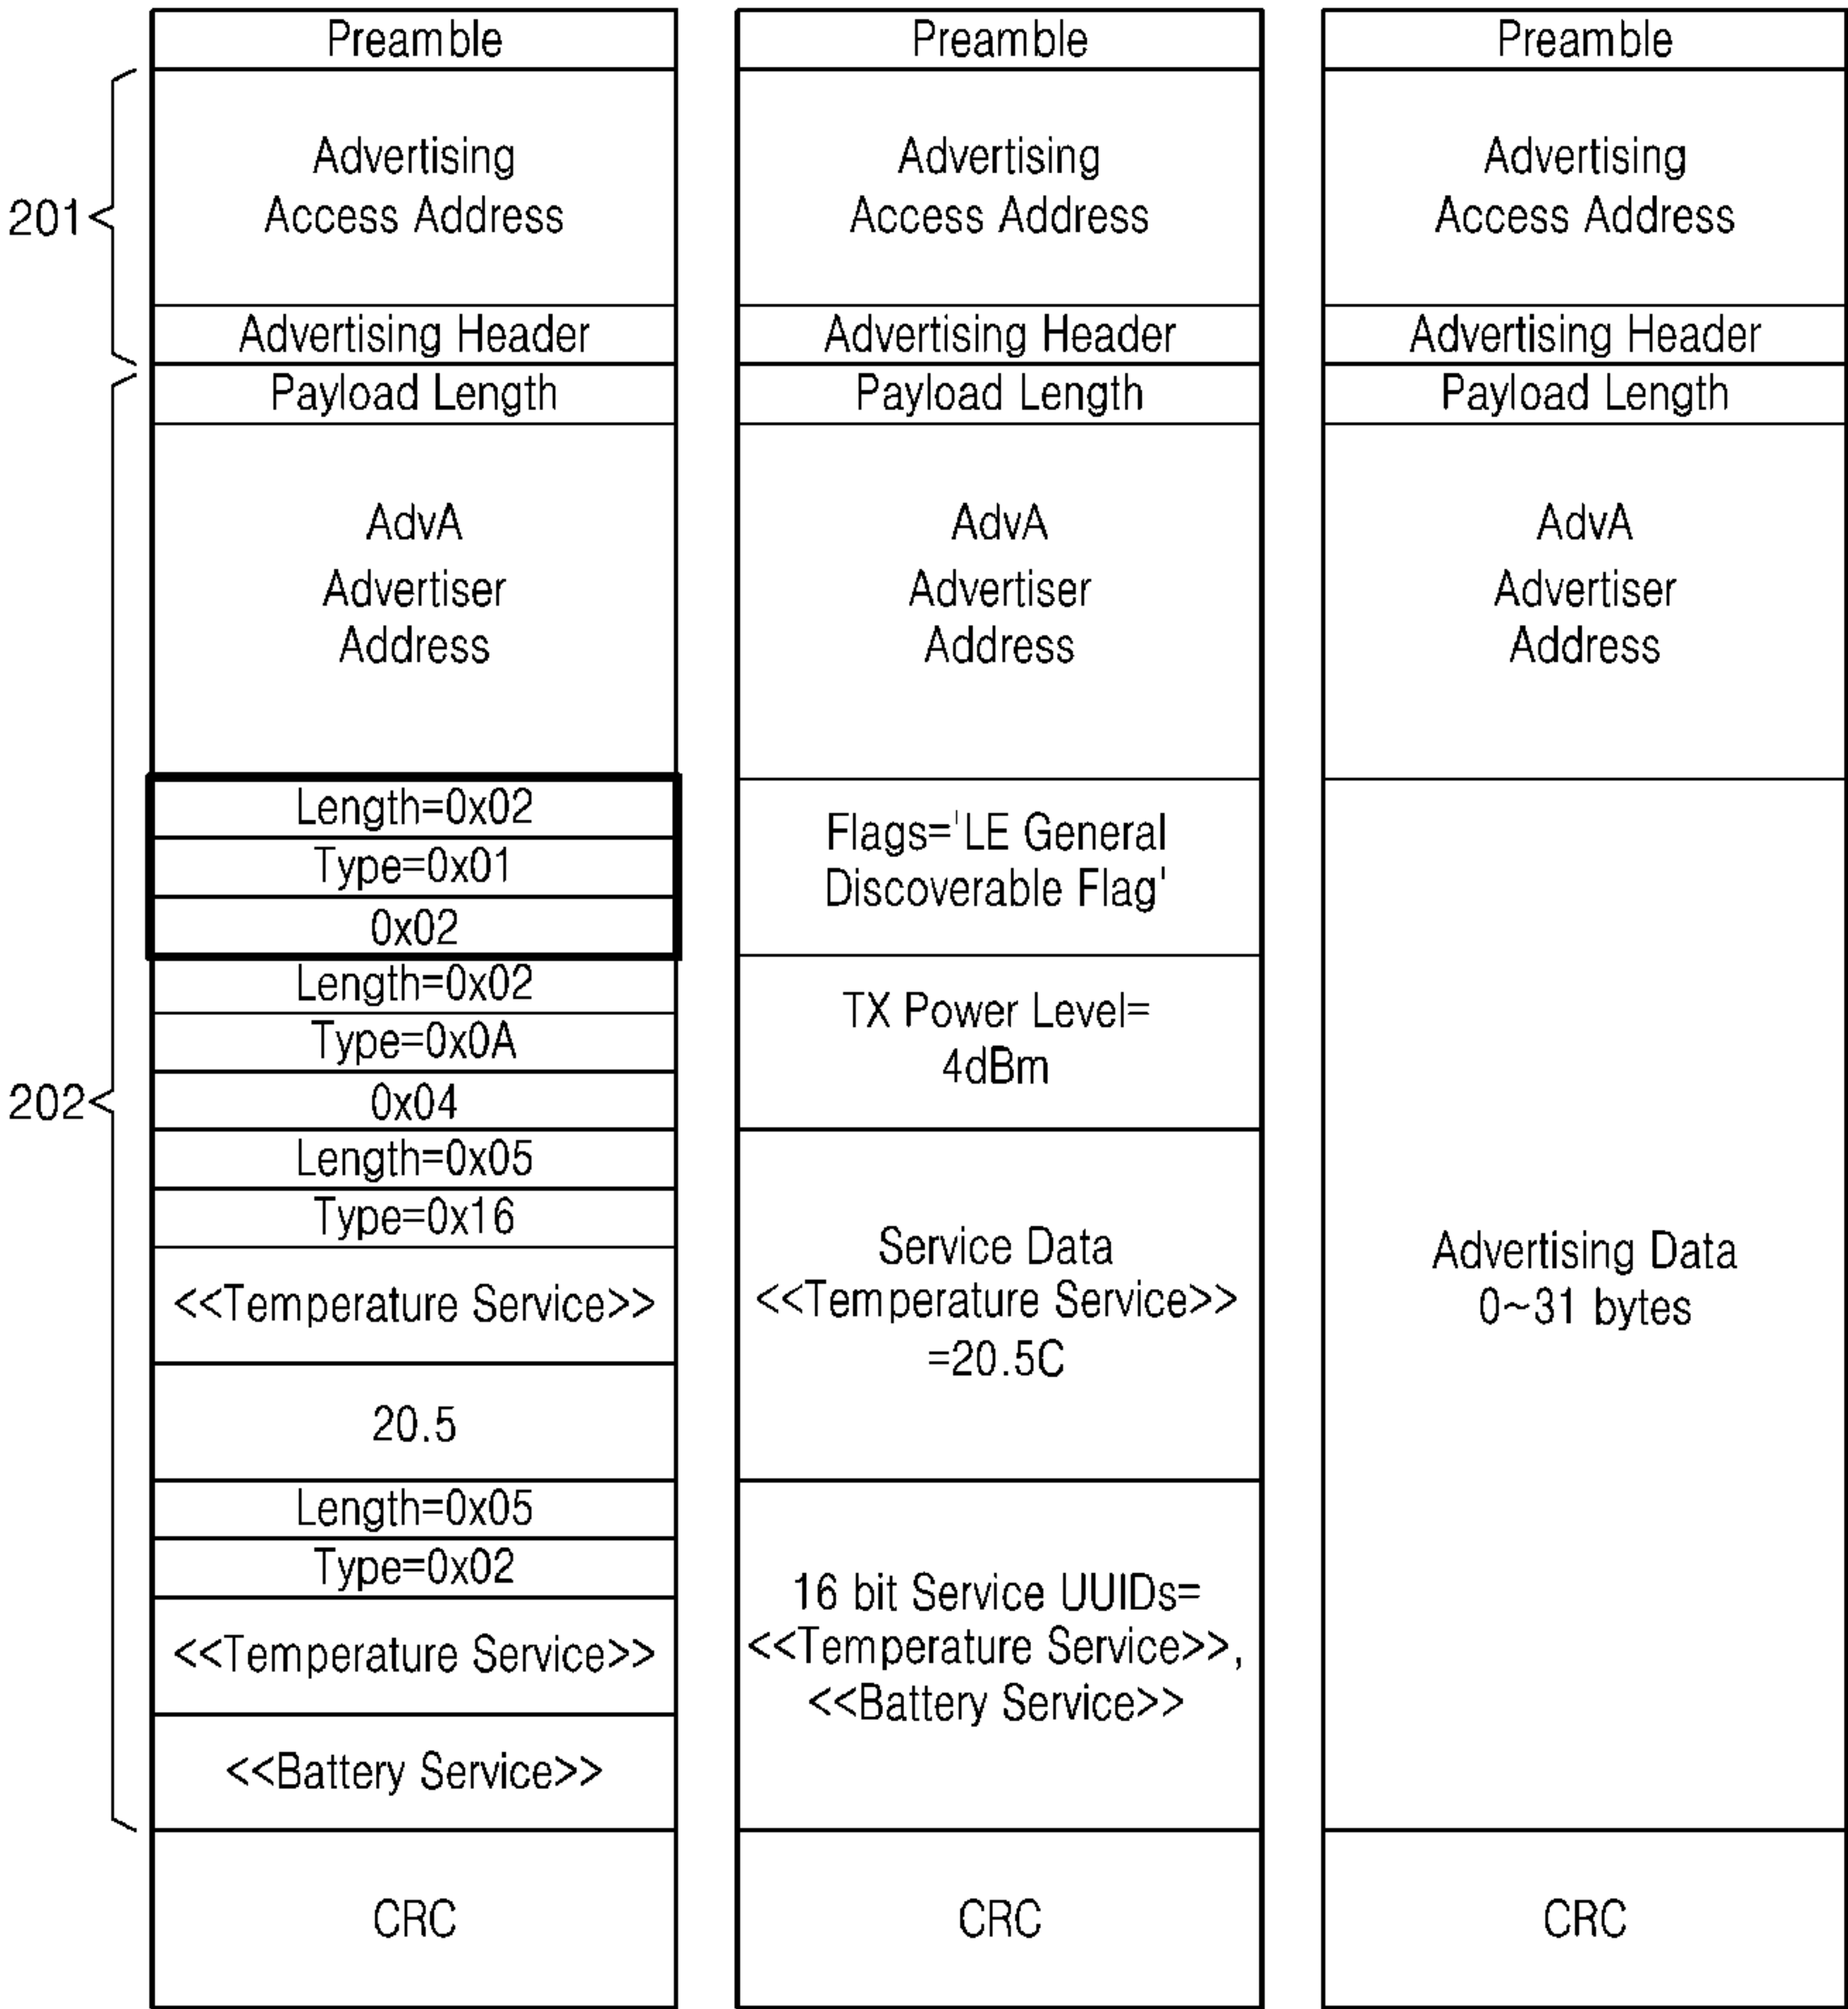 201
202
Preamble
Advertising
Access Address
Advertising Header
Payload Length
AdvA
Advertiser
Address
Length=0x02
Type=0x01
0x02
Length=0x02
Type=0x0A
0x04
Length=0x05
Type=0x16
<<Temperature Service>>
20.5
Length=0x05
Type=0x02
<<Temperature Service>>
<<Battery Service>>
CRC
Preamble
Advertising
Access Address
Advertising Header
Payload Length
AdvA
Advertiser
Address
Flags='LE General
Discoverable Flag'
TX Power Level=
4dBm
Service Data
<<Temperature Service>>
=20.5C
16 bit Service UUIDs=
<<Temperature Service>>,
<<Battery Service>>
CRC
Preamble
Advertising
Access Address
Advertising Header
Payload Length
AdvA
Advertiser
Address
Advertising Data
0~31 bytes
CRC